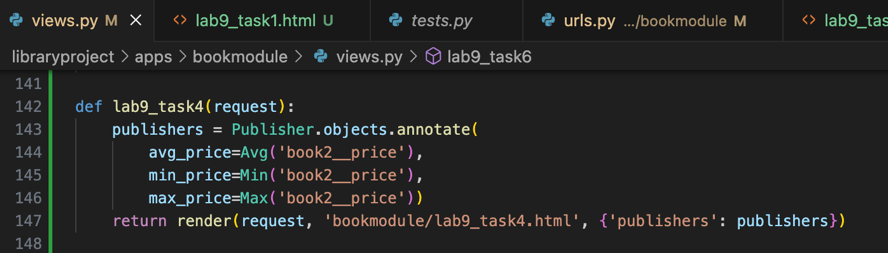 views.py M × <> lab9_task1.html U tests.py urls.py .../bookmodule M <> lab9_ta
libraryproject > apps > bookmodule > views.py > lab9_task6
141
142 def lab9_task4(request):
143     publishers = Publisher.objects.annotate(
144         avg_price=Avg('book2__price'),
145         min_price=Min('book2__price'),
146         max_price=Max('book2__price'))
147     return render(request, 'bookmodule/lab9_task4.html', {'publishers': publishers})
148